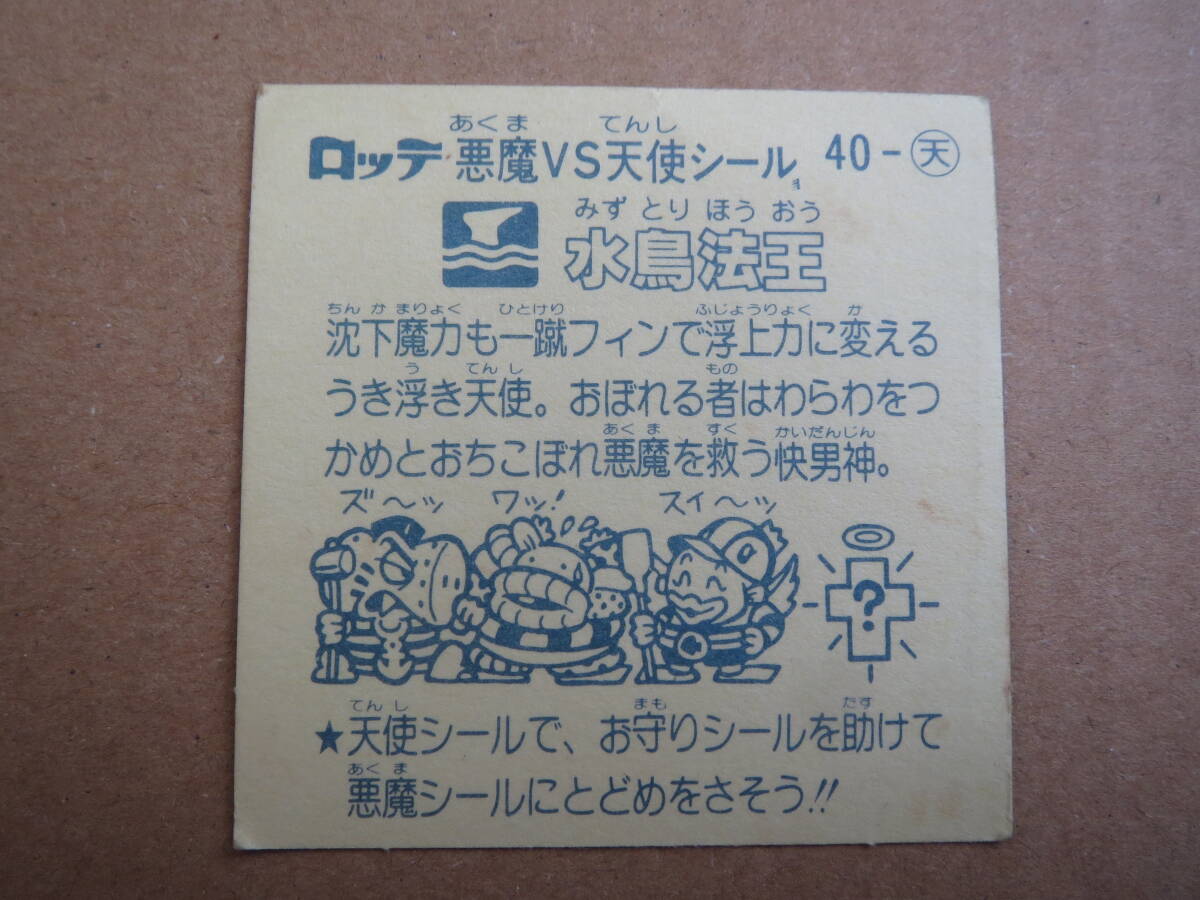 あくま てんし
ロッテ 悪魔VS天使シール 40-天
みず とり ほう おう
水鳥法王
ちん か まりょく ひとけり ふじょうりょく か
沈下魔力も一蹴フィンで浮上力に変える
う てんし もの
うき浮き天使。おぼれる者はわらわをつ
あく ま すく かいだんじん
かめとおちこぼれ悪魔を救う快男神。
ズ〜ッ ワッ! スイ〜ッ
?
てん し まも たす
★天使シールで、お守りシールを助けて
あく ま
悪魔シールにとどめをさそう!!